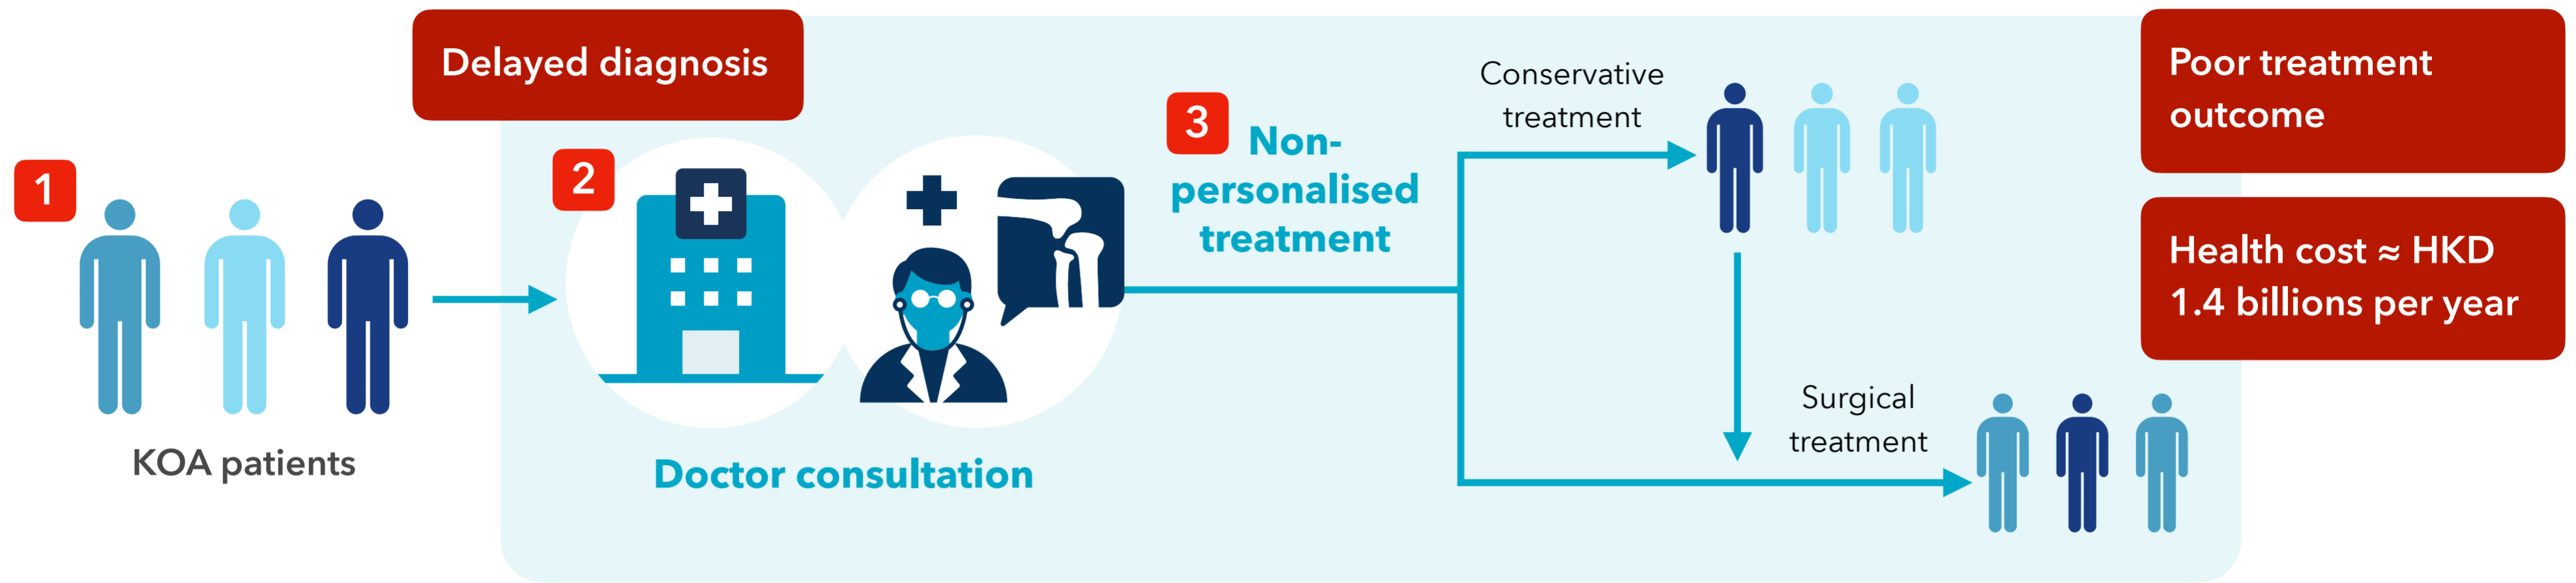 Delayed diagnosis
1
KOA patients
2
Doctor consultation
3
Non-
personalised
treatment
Conservative
treatment
Surgical
treatment
Poor treatment
outcome
Health cost ≈ HKD
1.4 billions per year